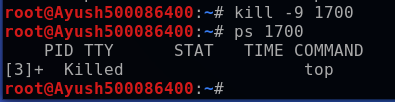 root@Ayush500086400:~# kill -9 1700
root@Ayush500086400:~# ps 1700
    PID TTY      STAT   TIME COMMAND
[3]+  Killed                  top
root@Ayush500086400:~#